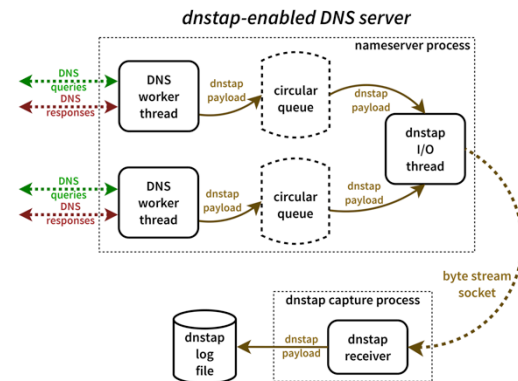 dnstap-enabled DNS server
nameserver process
DNS
queries
DNS
responses
DNS
worker
thread
dnstap
payload
circular
queue
dnstap
payload
dnstap
I/O
thread
DNS
queries
DNS
responses
DNS
worker
thread
dnstap
payload
circular
queue
dnstap
payload
byte stream
socket
dnstap capture process
dnstap
log
file
dnstap
payload
dnstap
receiver